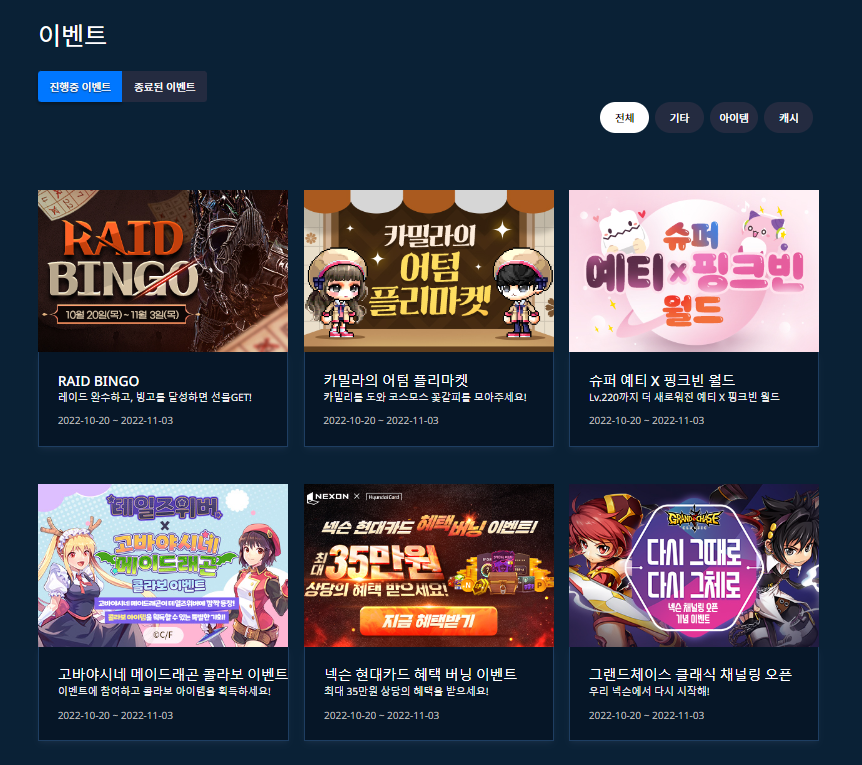 이벤트
진행중 이벤트 종료된 이벤트
전체 기타 아이템 캐시
RAID
BINGO
10월 20일(목) ~ 11월 3일(목)
카밀라의
어텀
플리마켓
슈퍼
예티 x 핑크빈
월드
RAID BINGO
레이드 완수하고, 빙고를 달성하면 선물GET!
2022-10-20 ~ 2022-11-03
카밀라의 어텀 플리마켓
카밀리를 도와 코스모스 꽃갈피를 모아주세요!
2022-10-20 ~ 2022-11-03
슈퍼 예티 X 핑크빈 월드
Lv.220까지 더 새로워진 예티 X 핑크빈 월드
2022-10-20 ~ 2022-11-03
테일즈위버
x
고바야시네
메이드래곤
콜라보 이벤트
고바야시네 메이드래곤이 테일즈위버에 깜짝 등장!
콜라보 아이템을 획득할 수 있는 특별한 기회!
©C/F
NEXON × HyundaiCard
넥슨 현대카드 혜택 버닝 이벤트!
최대 35만원
상당의 혜택 받으세요!
지금 혜택받기
GRAND CHASE
CLASSIC
다시 그때로
다시 그체로
넥슨 채널링 오픈
기념 이벤트
고바야시네 메이드래곤 콜라보 이벤트
이벤트에 참여하고 콜라보 아이템을 획득하세요!
2022-10-20 ~ 2022-11-03
넥슨 현대카드 혜택 버닝 이벤트
최대 35만원 상당의 혜택을 받으세요!
2022-10-20 ~ 2022-11-03
그랜드체이스 클래식 채널링 오픈
우리 넥슨에서 다시 시작해!
2022-10-20 ~ 2022-11-03